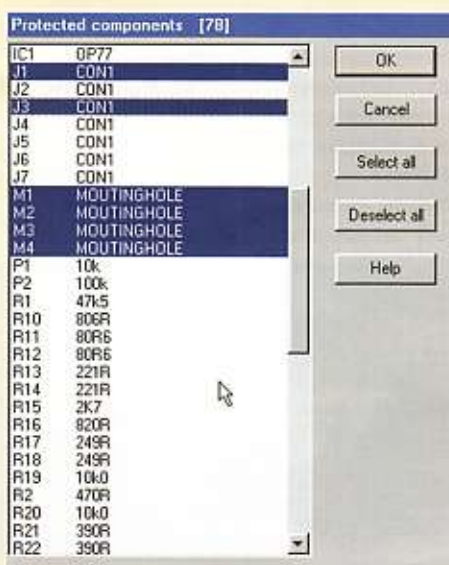 Protected components [78]
IC1 OP77
J1 CON1
J2 CON1
J3 CON1
J4 CON1
J5 CON1
J6 CON1
J7 CON1
M1 MOUTINGHOLE
M2 MOUTINGHOLE
M3 MOUTINGHOLE
M4 MOUTINGHOLE
P1 10k
P2 100k
R1 47k5
R10 806R
R11 80R6
R12 80R6
R13 221R
R14 221R
R15 2K7
R16 820R
R17 249R
R18 249R
R19 10k0
R2 470R
R20 10k0
R21 390R
R22 390R
OK
Cancel
Select all
Deselect all
Help